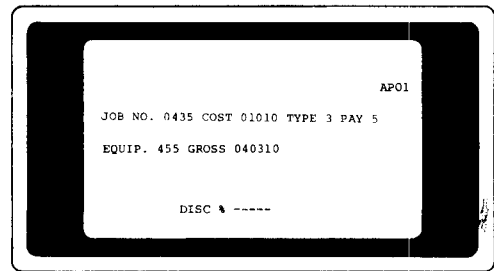 AP01
JOB NO. 0435 COST 01010 TYPE 3 PAY 5
EQUIP. 455 GROSS 040310
DISC % -----